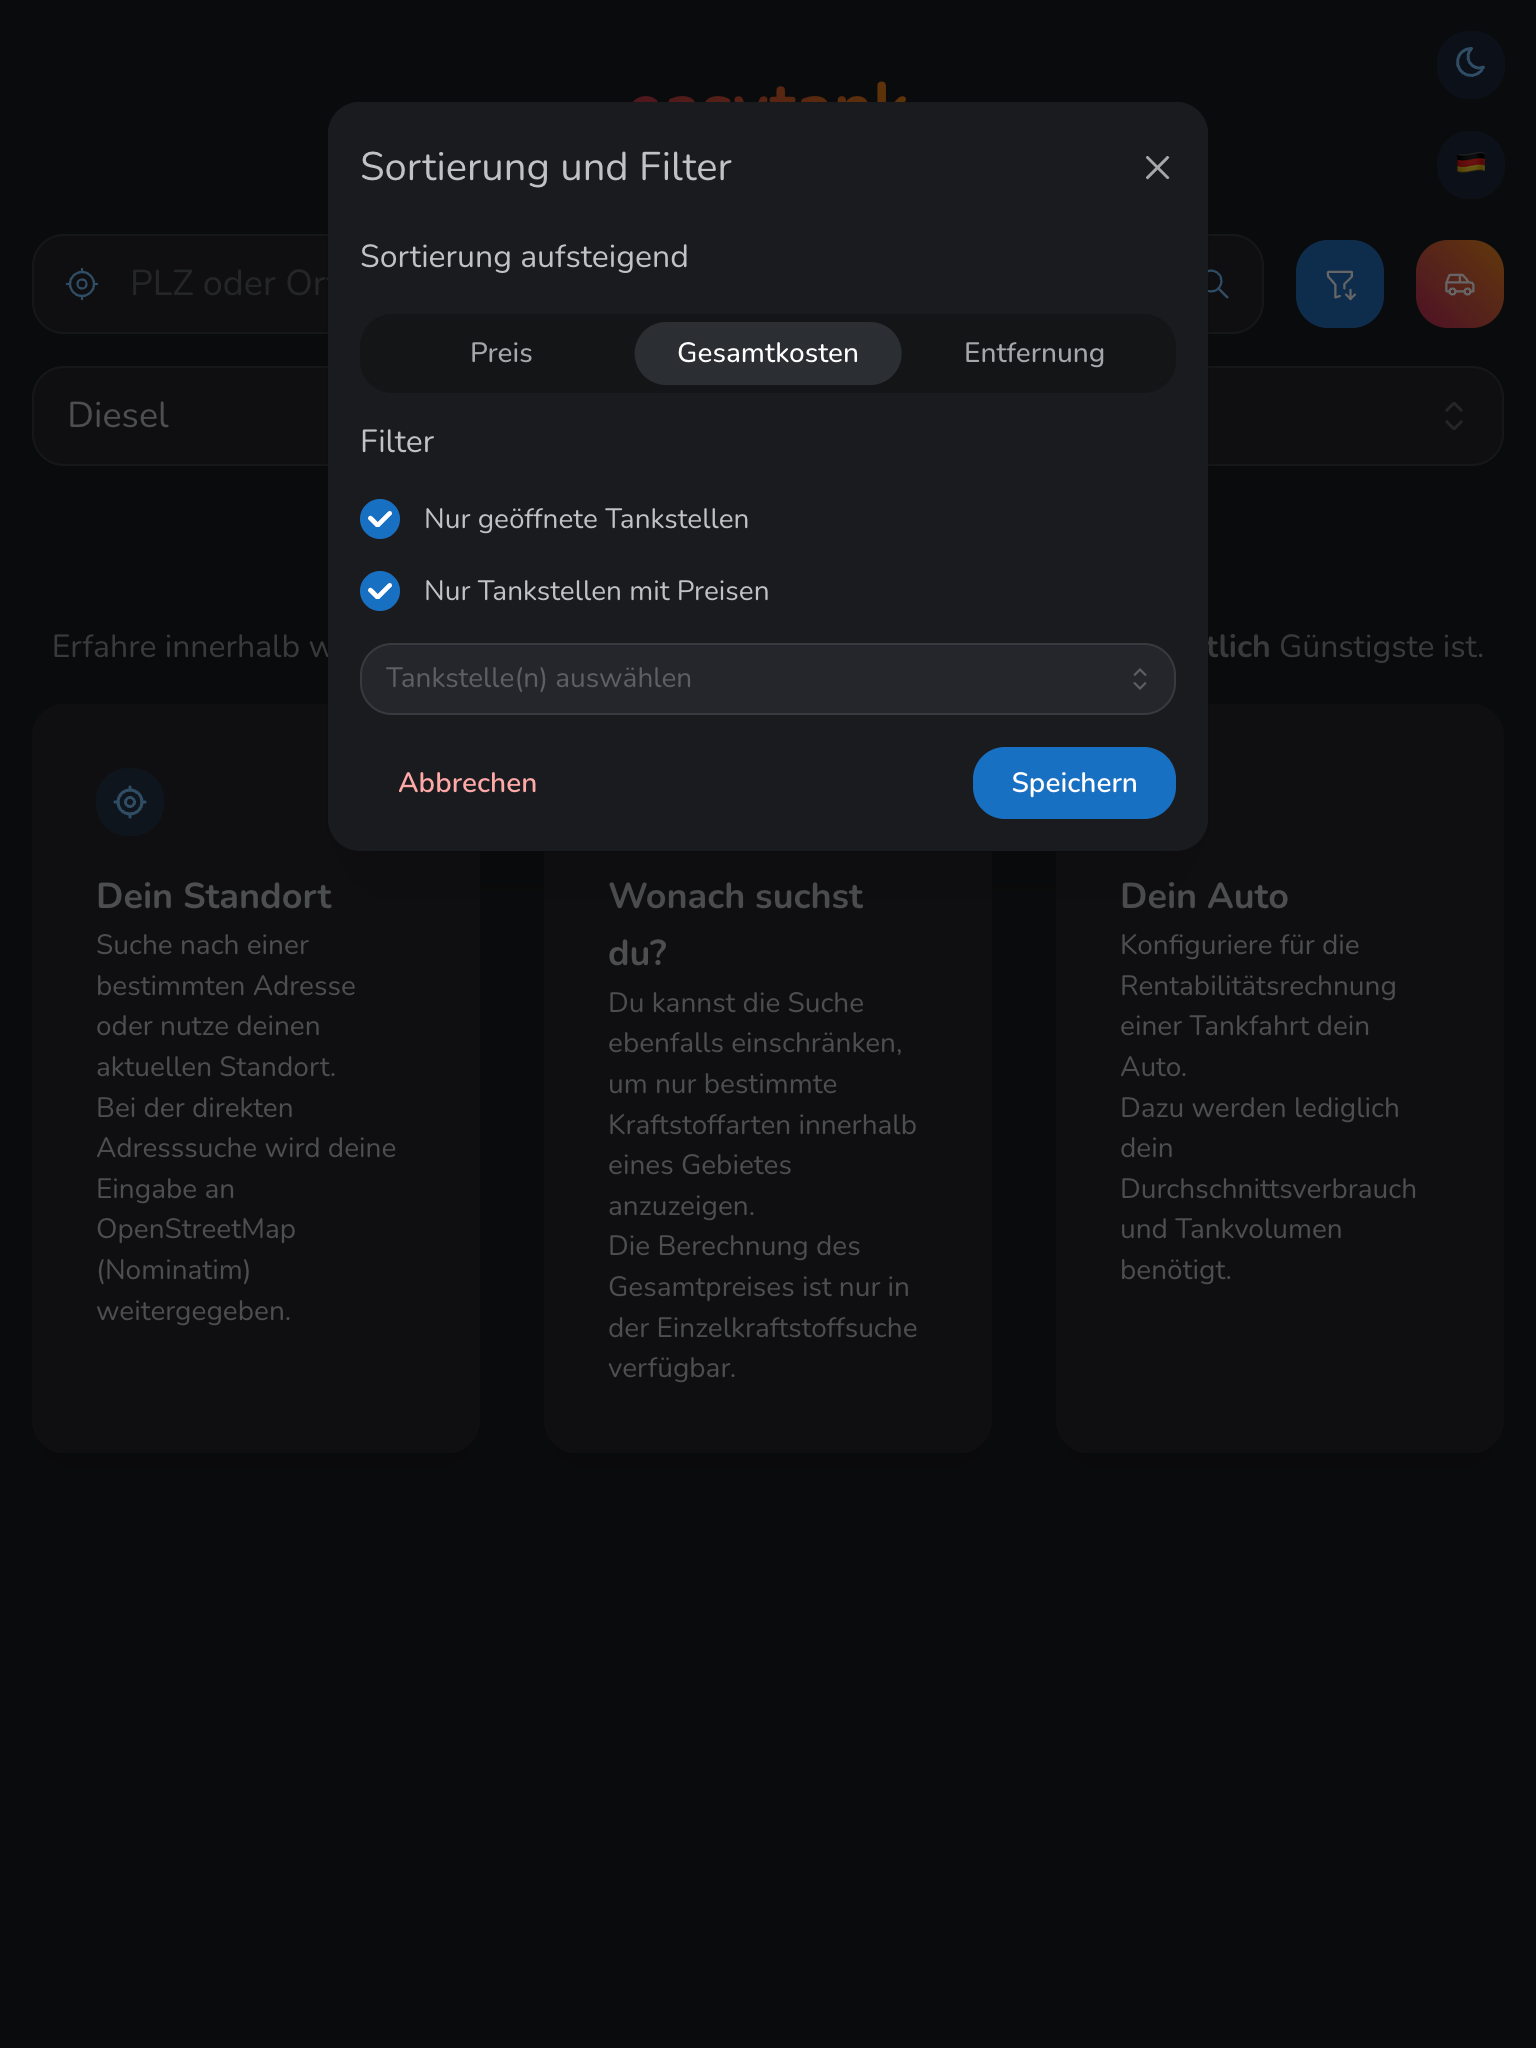 Sortierung und Filter
Sortierung aufsteigend
PLZ oder
Preis Gesamtkosten Entfernung
Diesel
Filter
Nur geöffnete Tankstellen
Nur Tankstellen mit Preisen
Erfahre innerhalb
Günstigste ist.
Tankstelle(n) auswählen
Abbrechen Speichern
Dein Standort
Suche nach einer
bestimmten Adresse
oder nutze deinen
aktuellen Standort.
Bei der direkten
Adresssuche wird deine
Eingabe an
OpenStreetMap
(Nominatim)
weitergegeben.
Wonach suchst
du?
Du kannst die Suche
ebenfalls einschränken,
um nur bestimmte
Kraftstoffarten innerhalb
eines Gebietes
anzuzeigen.
Die Berechnung des
Gesamtpreises ist nur in
der Einzelkraftstoffsuche
verfügbar.
Dein Auto
Konfiguriere für die
Rentabilitätsrechnung
einer Tankfahrt dein
Auto.
Dazu werden lediglich
dein
Durchschnittsverbrauch
und Tankvolumen
benötigt.